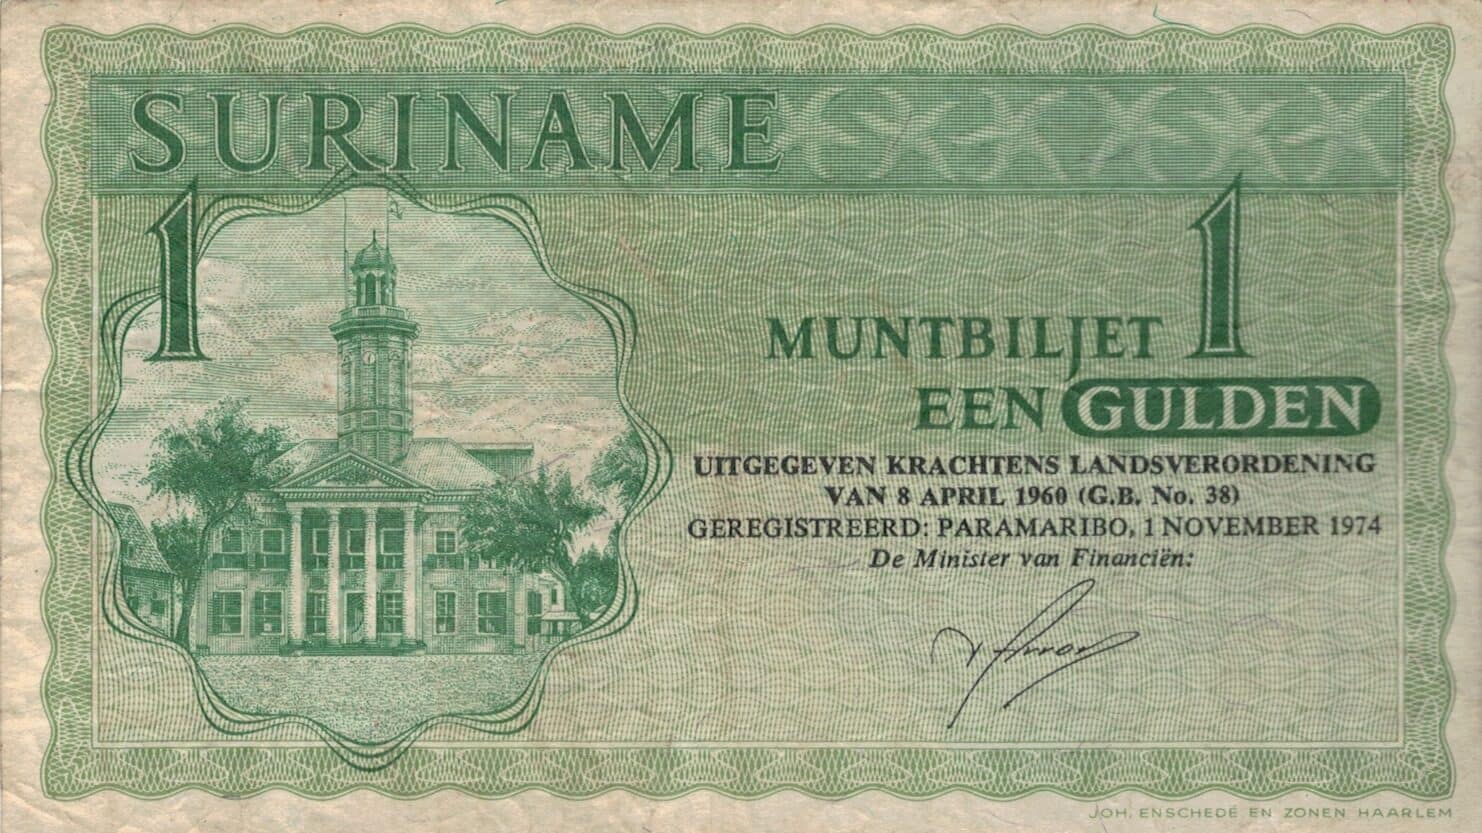 SURINAME
1
1
MUNTBILJET
EEN GULDEN
UITGEGEVEN KRACHTENS LANDSVERORDENING
VAN 8 APRIL 1960 (G.B. No. 38)
GEREGISTREERD: PARAMARIBO, 1 NOVEMBER 1974
De Minister van Financiën:
JOH. ENSCHEDÉ EN ZONEN HAARLEM